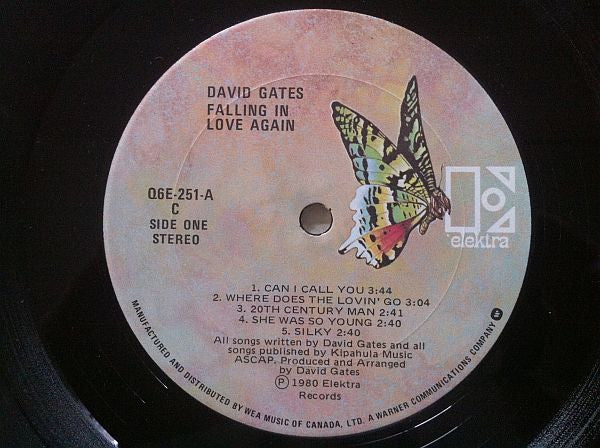 DAVID GATES
FALLING IN
LOVE AGAIN
Q6E-251-A
C
SIDE ONE
STEREO
elektra
1. CAN I CALL YOU 3:44
2. WHERE DOES THE LOVIN' GO 3:04
3. 20TH CENTURY MAN 2:41
4. SHE WAS SO YOUNG 2:40
5. SILKY 2:40
All songs written by David Gates and all
songs published by Kipahula Music
ASCAP. Produced and Arranged
by David Gates
Ⓟ 1980 Elektra
Records
MANUFACTURED AND DISTRIBUTED BY WEA MUSIC OF CANADA, LTD. A WARNER COMMUNICATIONS COMPANY